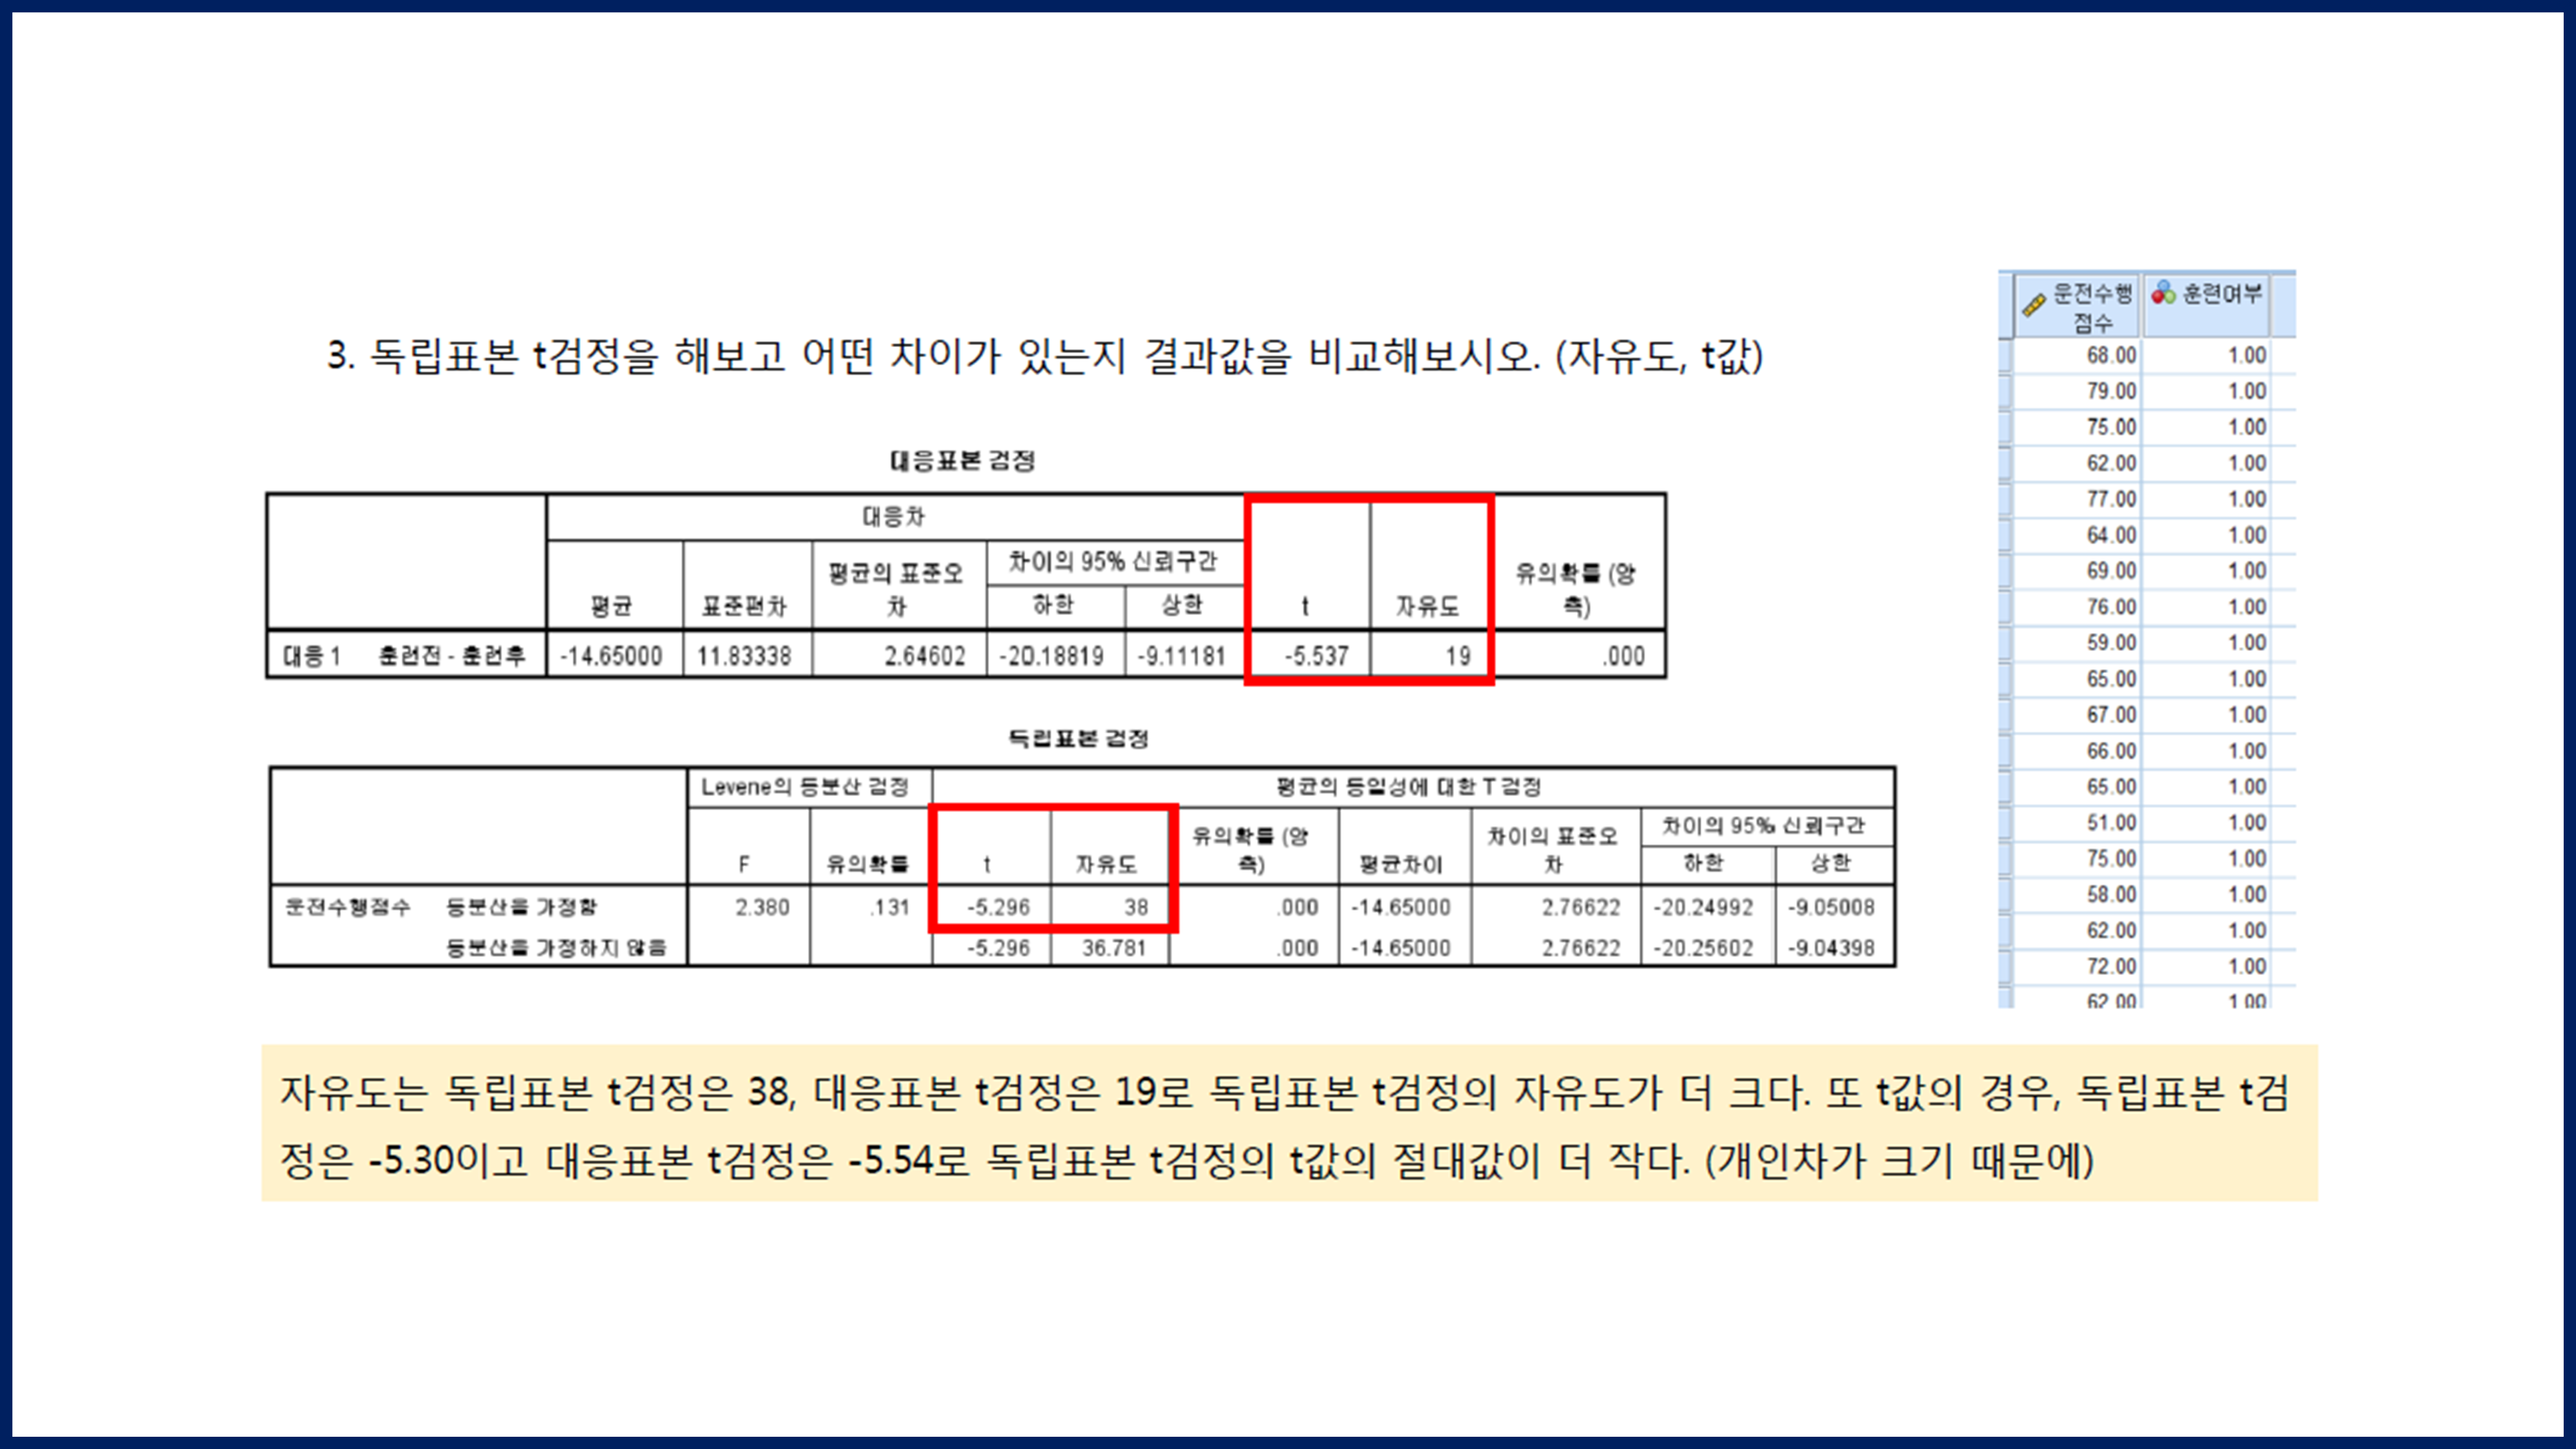 3. 독립표본 t검정을 해보고 어떤 차이가 있는지 결과값을 비교해보시오. (자유도, t값)
대응표본 검정
대응차
평균 표준편차 평균의 표준오차 차이의 95% 신뢰구간 하한 상한 t 자유도 유의확률 (양측)
대응 1 훈련전 - 훈련후 -14.65000 11.83338 2.64602 -20.18819 -9.11181 -5.537 19 .000
독립표본 검정
Levene의 등분산 검정 평균의 동일성에 대한 T 검정
F 유의확률 t 자유도 유의확률 (양측) 평균차이 차이의 표준오차 차이의 95% 신뢰구간 하한 상한
운전수행점수 등분산을 가정함 2.380 .131 -5.296 38 .000 -14.65000 2.76622 -20.24992 -9.05008
등분산을 가정하지 않음 -5.296 36.781 .000 -14.65000 2.76622 -20.25602 -9.04398
운전수행점수 훈련여부
68.00 1.00
79.00 1.00
75.00 1.00
62.00 1.00
77.00 1.00
64.00 1.00
69.00 1.00
76.00 1.00
59.00 1.00
65.00 1.00
67.00 1.00
66.00 1.00
65.00 1.00
51.00 1.00
75.00 1.00
58.00 1.00
62.00 1.00
72.00 1.00
62.00 1.00
자유도는 독립표본 t검정은 38, 대응표본 t검정은 19로 독립표본 t검정의 자유도가 더 크다. 또 t값의 경우, 독립표본 t검
정은 -5.30이고 대응표본 t검정은 -5.54로 독립표본 t검정의 t값의 절대값이 더 작다. (개인차가 크기 때문에)